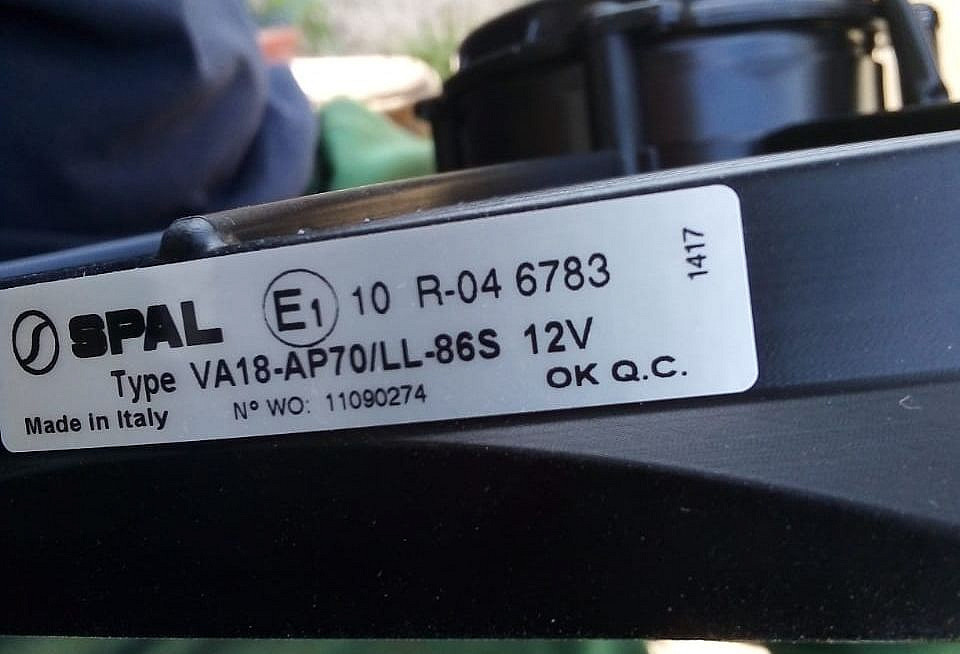 SPAL E1 10 R-04 6783
Type VA18-AP70/LL-86S 12V
Made in Italy N° WO: 11090274 OK Q.C.
1417